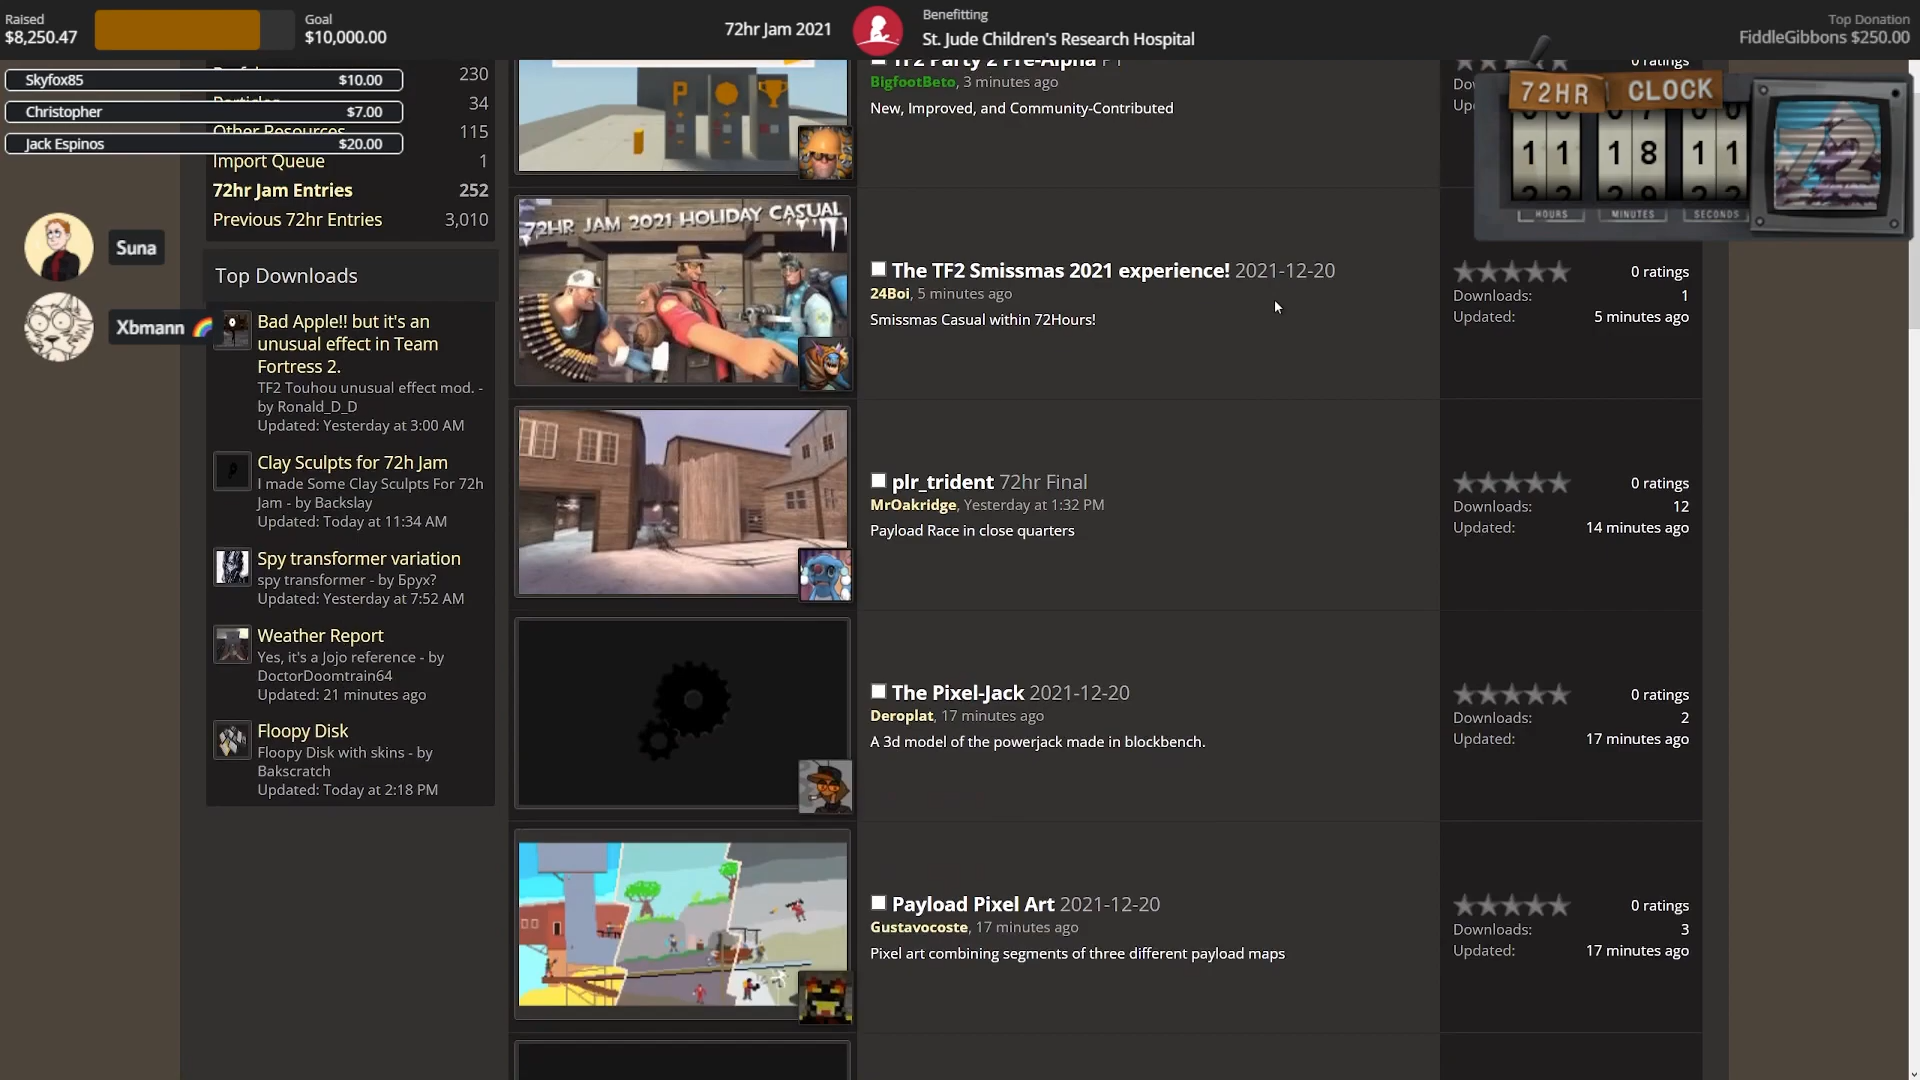 Raised
$8,250.47
Goal
$10,000.00
72hr Jam 2021
Benefitting
St. Jude Children's Research Hospital
Top Donation
FiddleGibbons $250.00
Skyfox85 $10.00
Christopher $7.00
Jack Espinos $20.00
230
Particles 34
Other Resources 115
Import Queue 1
72hr Jam Entries 252
Previous 72hr Entries 3,010
Suna
Xbmann
Top Downloads
Bad Apple!! but it's an
unusual effect in Team
Fortress 2.
TF2 Touhou unusual effect mod. -
by Ronald_D_D
Updated: Yesterday at 3:00 AM
Clay Sculpts for 72h Jam
I made Some Clay Sculpts For 72h
Jam - by Backslay
Updated: Today at 11:34 AM
Spy transformer variation
spy transformer - by Брух?
Updated: Yesterday at 7:52 AM
Weather Report
Yes, it's a Jojo reference - by
DoctorDoomtrain64
Updated: 21 minutes ago
Floopy Disk
Floopy Disk with skins - by
Bakscratch
Updated: Today at 2:18 PM
TF2 Party 2 Pre-Alpha
BigfootBeto, 3 minutes ago
New, Improved, and Community-Contributed
0 ratings
72HR CLOCK
11 18 11
HOURS MINUTES SECONDS
72
P
72HR JAM 2021 HOLIDAY CASUAL
The TF2 Smissmas 2021 experience! 2021-12-20
24Boi, 5 minutes ago
Smissmas Casual within 72Hours!
0 ratings
Downloads: 1
Updated: 5 minutes ago
plr_trident 72hr Final
MrOakridge, Yesterday at 1:32 PM
Payload Race in close quarters
0 ratings
Downloads: 12
Updated: 14 minutes ago
The Pixel-Jack 2021-12-20
Deroplat, 17 minutes ago
A 3d model of the powerjack made in blockbench.
0 ratings
Downloads: 2
Updated: 17 minutes ago
Payload Pixel Art 2021-12-20
Gustavocoste, 17 minutes ago
Pixel art combining segments of three different payload maps
0 ratings
Downloads: 3
Updated: 17 minutes ago